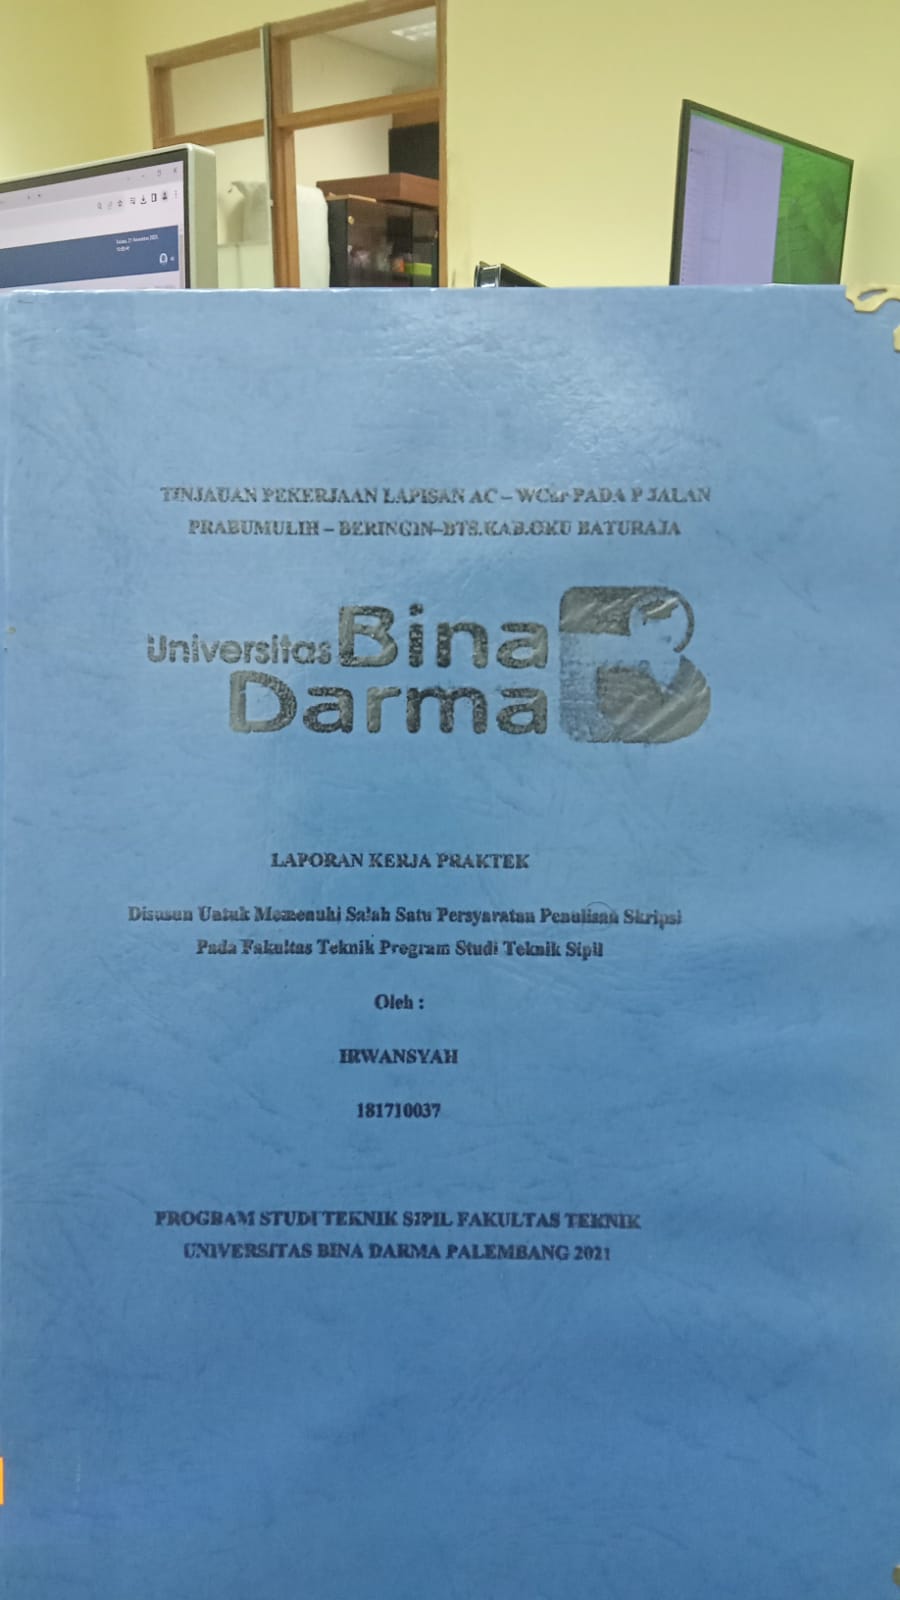 TINJAUAN PEKERJAAN LAPISAN AC – WC PADA P JALAN
PRABUMULIH – BERINGIN–BTS.KAB.OKU BATURAJA
Universitas Bina
Darma
LAPORAN KERJA PRAKTEK
Disusun Untuk Memenuhi Salah Satu Persyaratan Penulisan Skripsi
Pada Fakultas Teknik Program Studi Teknik Sipil
Oleh :
IRWANSYAH
181710037
PROGRAM STUDI TEKNIK SIPIL FAKULTAS TEKNIK
UNIVERSITAS BINA DARMA PALEMBANG 2021